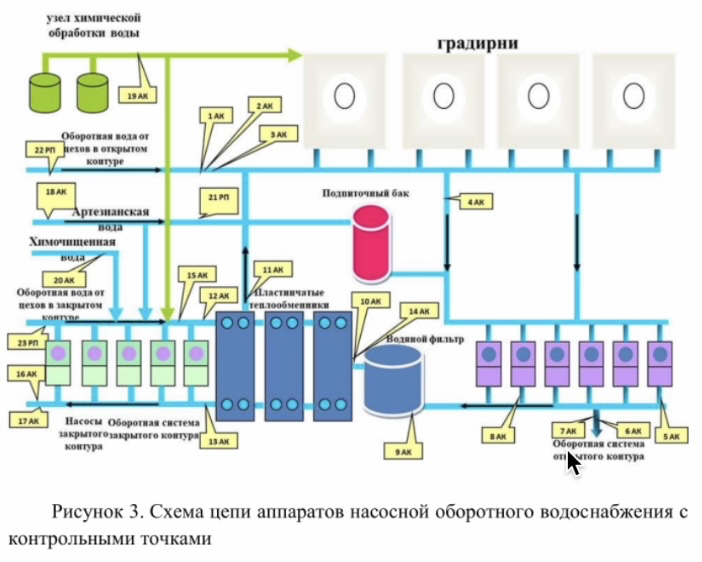 узел химической
обработки воды
градирни
19 АК
1 АК
2 АК
3 АК
Оборотная вода от
цехов в открытом
контуре
22 РП
18 АК
21 РП
Подпиточный бак
4 АК
Артезианская
вода
Химочищенная
вода
20 АК
15 АК
11 АК
Оборотная вода от
цехов в закрытом
контуре
12 АК
Пластинчатые
теплообменники
10 АК
14 АК
Водяной фильтр
23 РП
16 АК
17 АК
Насосы
закрытого
контура
Оборотная система
закрытого контура
13 АК
9 АК
8 АК
7 АК
6 АК
5 АК
Оборотная система
открытого контура
Рисунок 3. Схема цепи аппаратов насосной оборотного водоснабжения с
контрольными точками